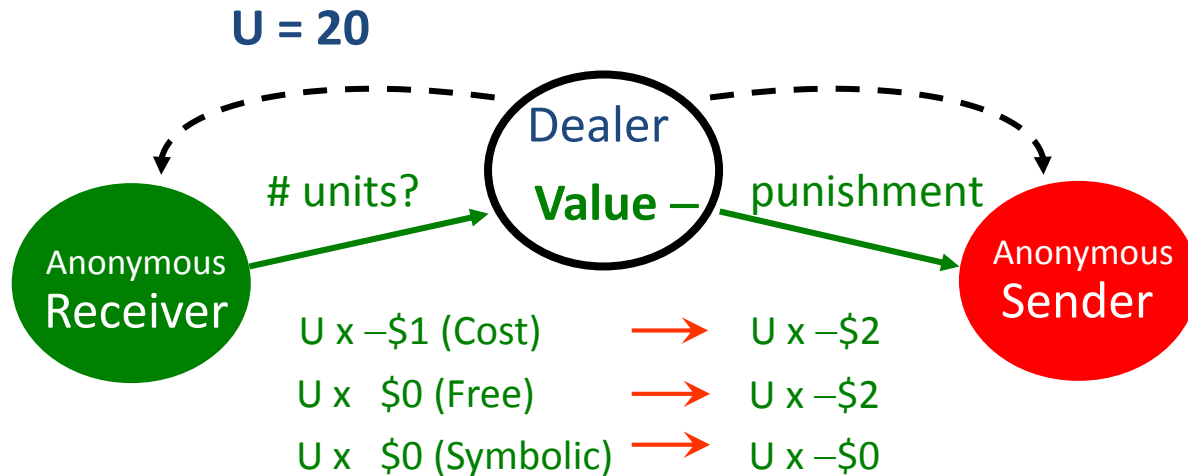 U = 20
Dealer
# units?
Value –
punishment
Anonymous
Receiver
Anonymous
Sender
U x –$1 (Cost)
U x –$2
U x $0 (Free)
U x –$2
U x $0 (Symbolic)
U x –$0